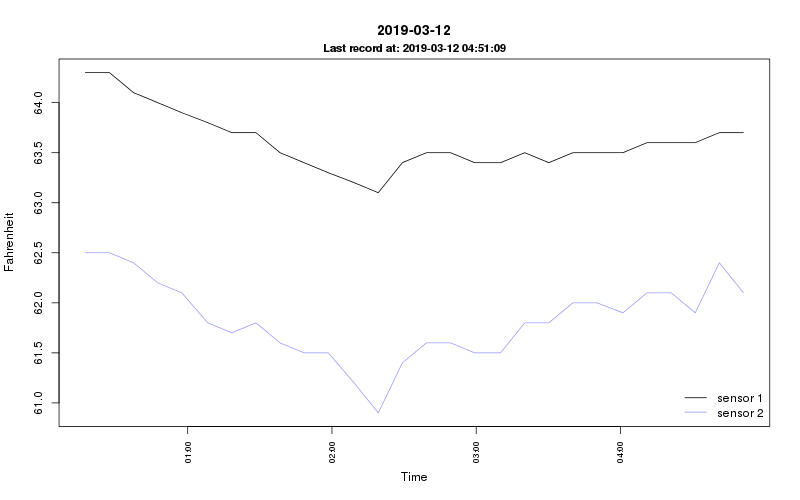 2019-03-12
Last record at: 2019-03-12 04:51:09
Fahrenheit
64.0
63.5
63.0
62.5
62.0
61.5
61.0
sensor 1
sensor 2
01:00
02:00
03:00
04:00
Time